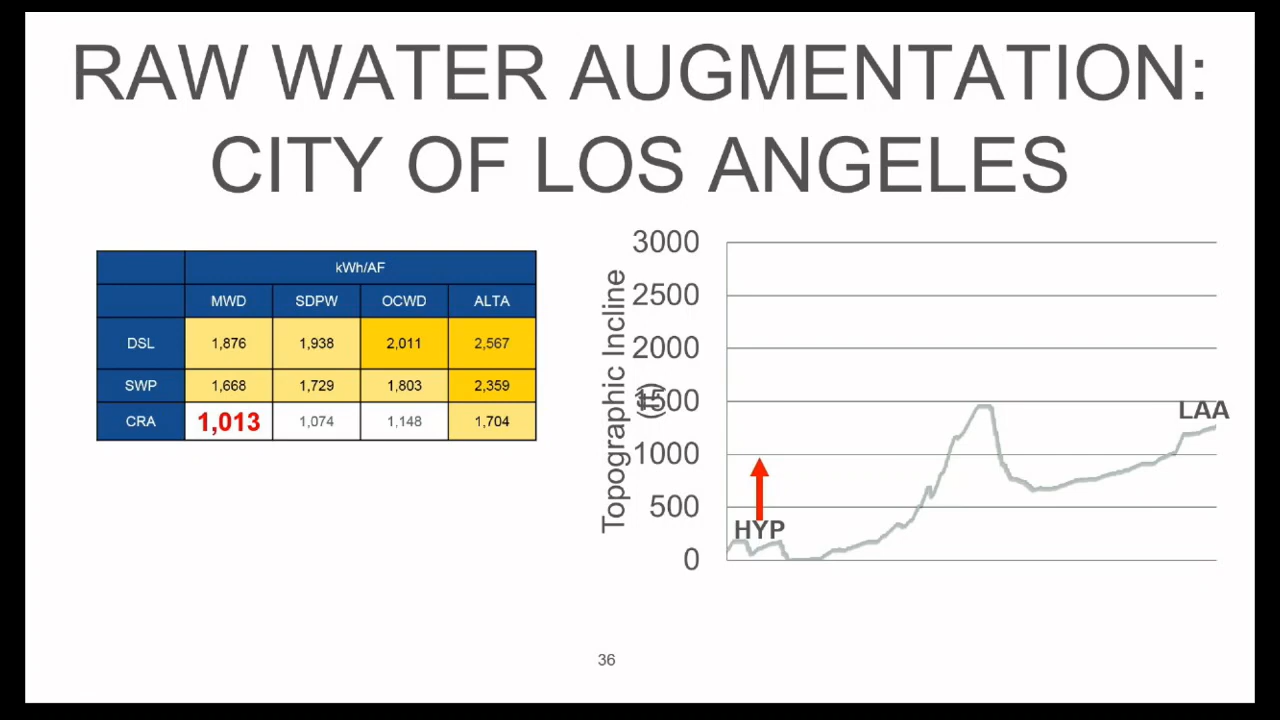 RAW WATER AUGMENTATION:
CITY OF LOS ANGELES
kWh/AF
MWD SDPW OCWD ALTA
DSL 1,876 1,938 2,011 2,567
SWP 1,668 1,729 1,803 2,359
CRA 1,013 1,074 1,148 1,704
Topographic Incline
(ft)
3000
2500
2000
1500
1000
500
0
HYP
LAA
36